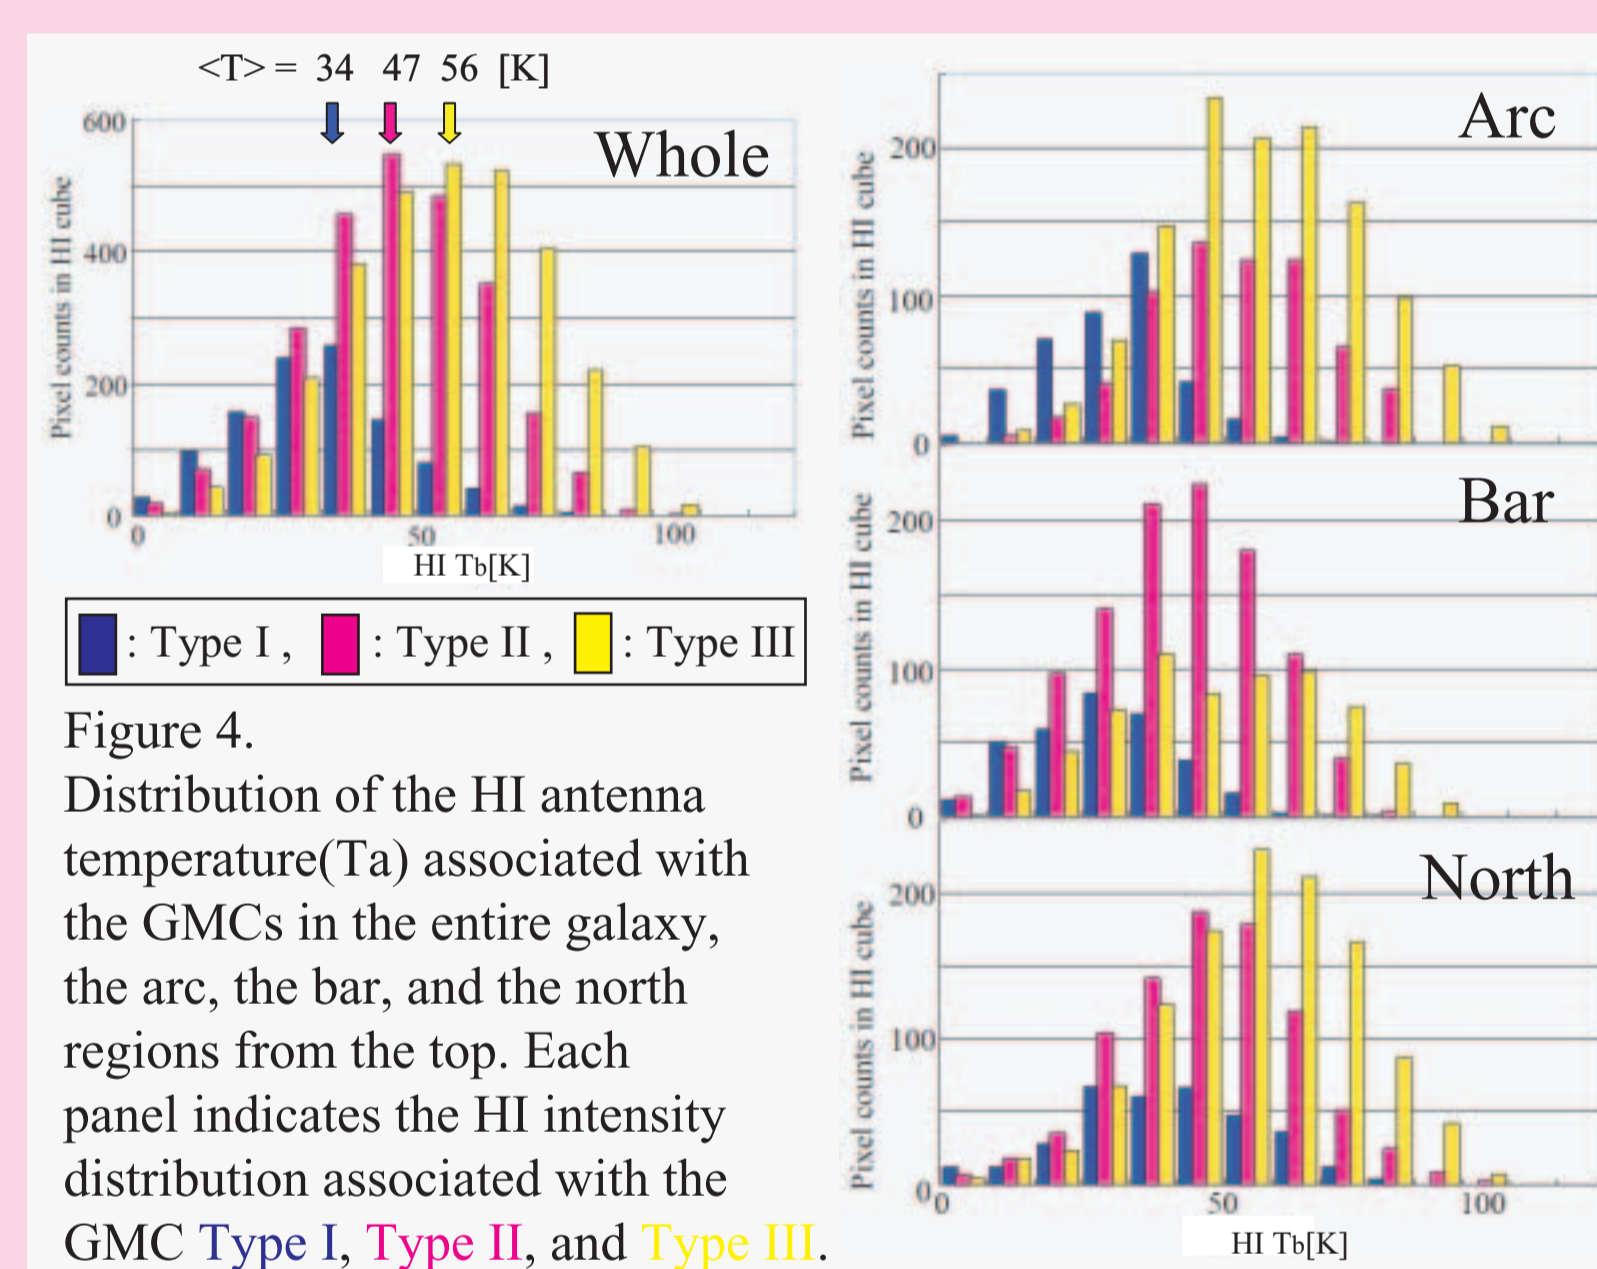 <T> = 34 47 56 [K]
Whole
Pixel counts in HI cube
600
400
200
0
0 50 100
HI Tb[K]
: Type I , : Type II , : Type III
Figure 4.
Distribution of the HI antenna
temperature(Ta) associated with
the GMCs in the entire galaxy,
the arc, the bar, and the north
regions from the top. Each
panel indicates the HI intensity
distribution associated with the
GMC Type I, Type II, and Type III.
Arc
Pixel counts in HI cube
200
100
0
Bar
Pixel counts in HI cube
200
100
0
North
Pixel counts in HI cube
200
100
0
0 50 100
HI Tb[K]